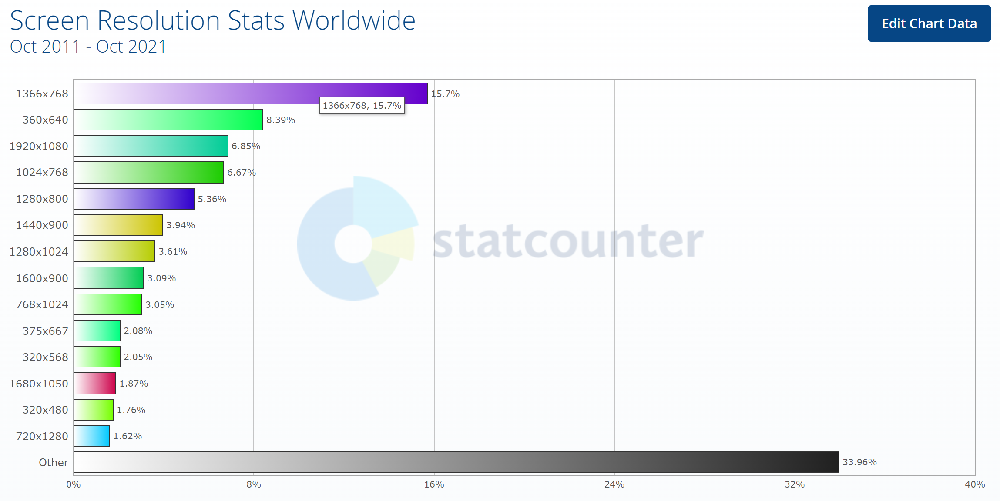 Screen Resolution Stats Worldwide
Oct 2011 - Oct 2021
Edit Chart Data
1366x768 15.7%
1366x768, 15.7%
360x640 8.39%
1920x1080 6.85%
1024x768 6.67%
1280x800 5.36%
1440x900 3.94%
statcounter
1280x1024 3.61%
1600x900 3.09%
768x1024 3.05%
375x667 2.08%
320x568 2.05%
1680x1050 1.87%
320x480 1.76%
720x1280 1.62%
Other 33.96%
0% 8% 16% 24% 32% 40%